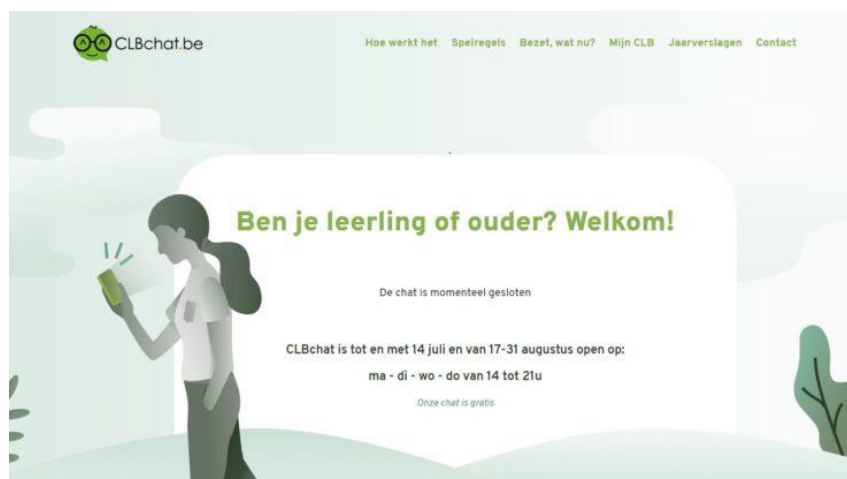 CLBchat.be
Hoe werkt het Spelregels Bezet, wat nu? Mijn CLB Jaarverslagen Contact
Ben je leerling of ouder? Welkom!
De chat is momenteel gesloten
CLBchat is tot en met 14 juli en van 17-31 augustus open op:
ma - di - wo - do van 14 tot 21u
Onze chat is gratis